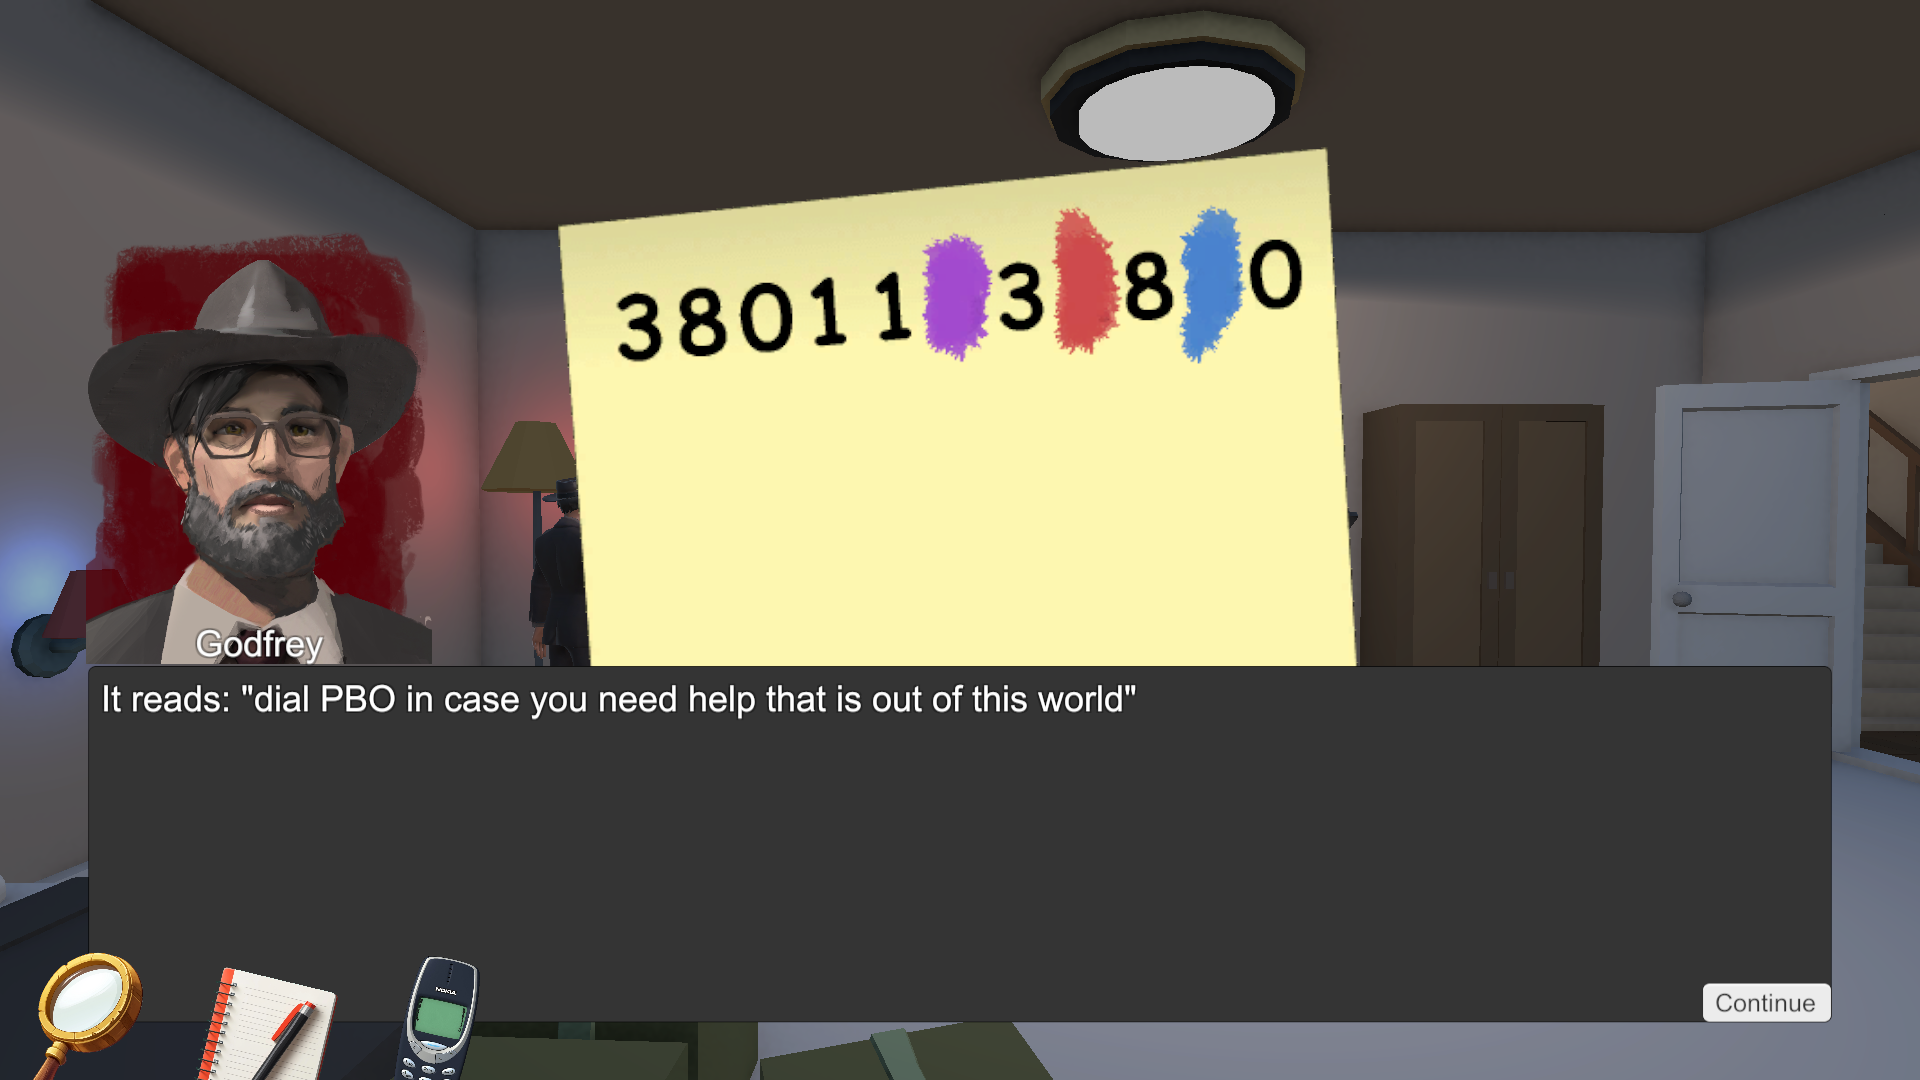 38011 3 8 0
Godfrey
It reads: "dial PBO in case you need help that is out of this world"
NOKIA
Continue